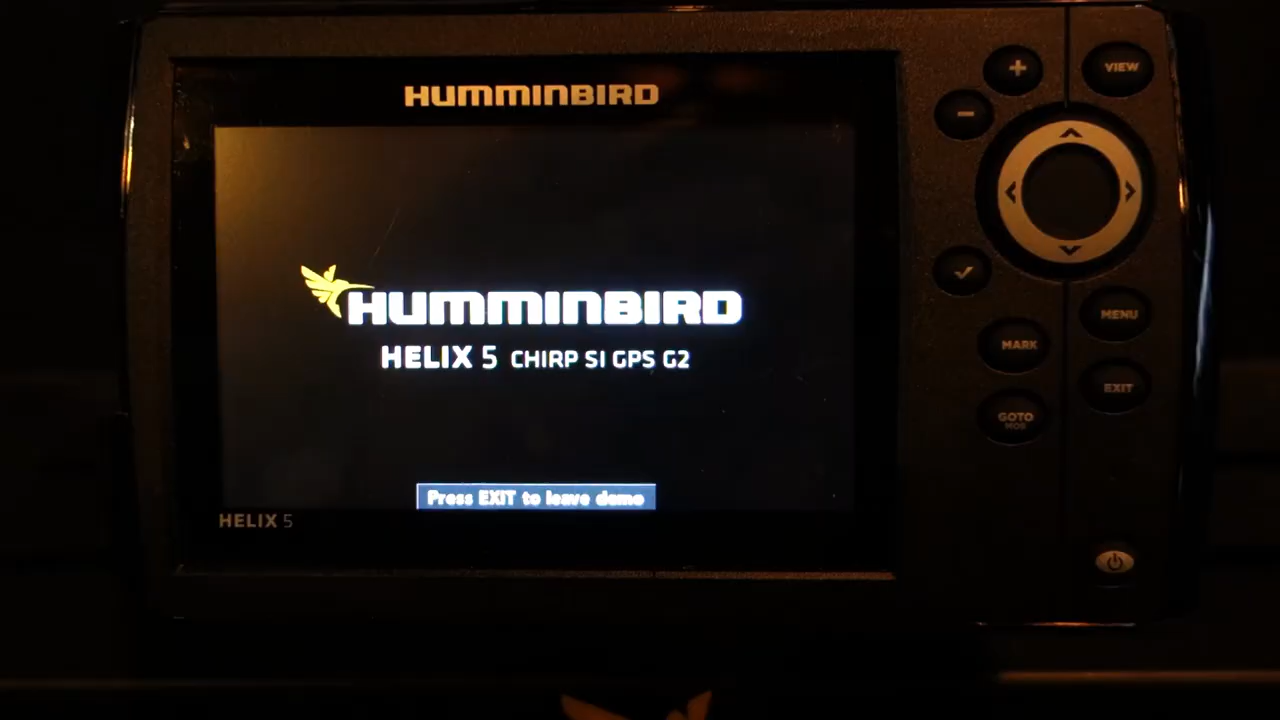 HUMMINBIRD
HUMMINBIRD
HELIX 5 CHIRP SI GPS G2
Press EXIT to leave demo
HELIX 5
+
VIEW
-
MENU
MARK
EXIT
GOTO
MOB